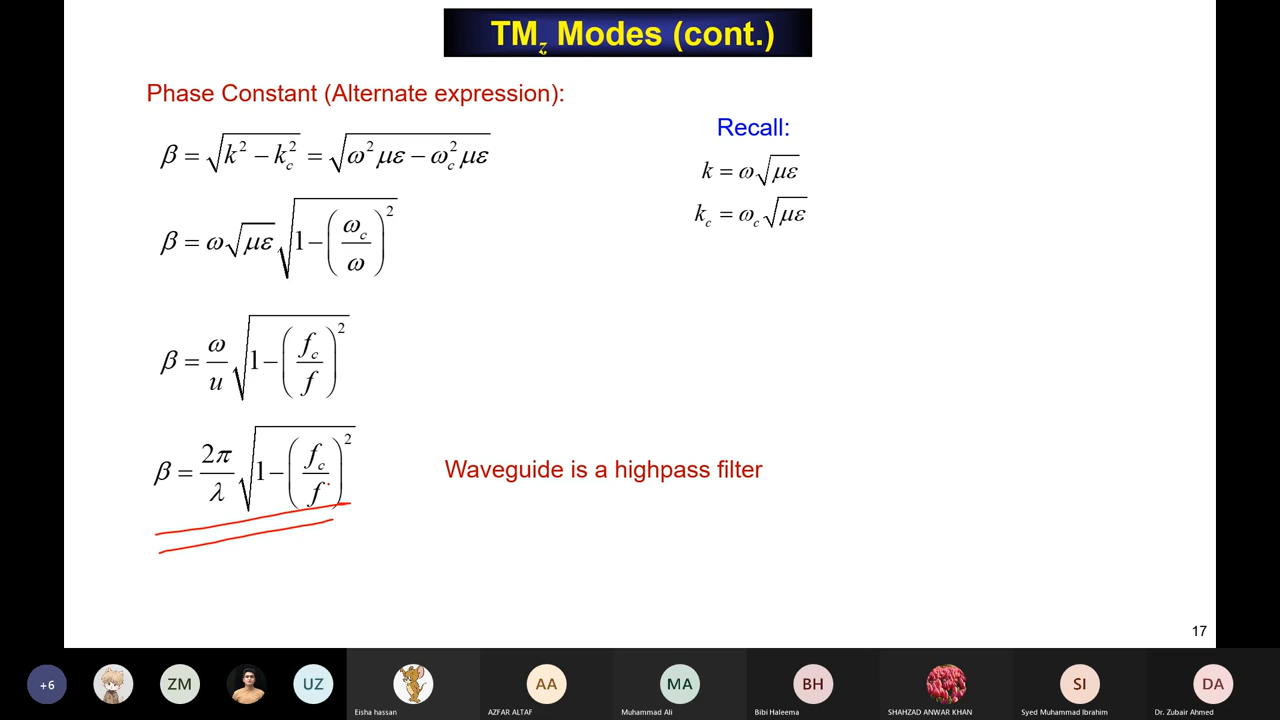 TM_z Modes (cont.)
Phase Constant (Alternate expression):
Recall:
β = √(k² − k_c²) = √(ω²με − ω_c²με)
k = ω√(με)
k_c = ω_c√(με)
β = ω√(με) √(1 − (ω_c/ω)²)
β = ω/u √(1 − (f_c/f)²)
β = 2π/λ √(1 − (f_c/f)²)
Waveguide is a highpass filter
17
+6
ZM
UZ
AA
MA
BH
SI
DA
Eisha hassan
AZFAR ALTAF
Muhammad Ali
Bibi Haleema
SHAHZAD ANWAR KHAN
Syed Muhammad Ibrahim
Dr. Zubair Ahmed